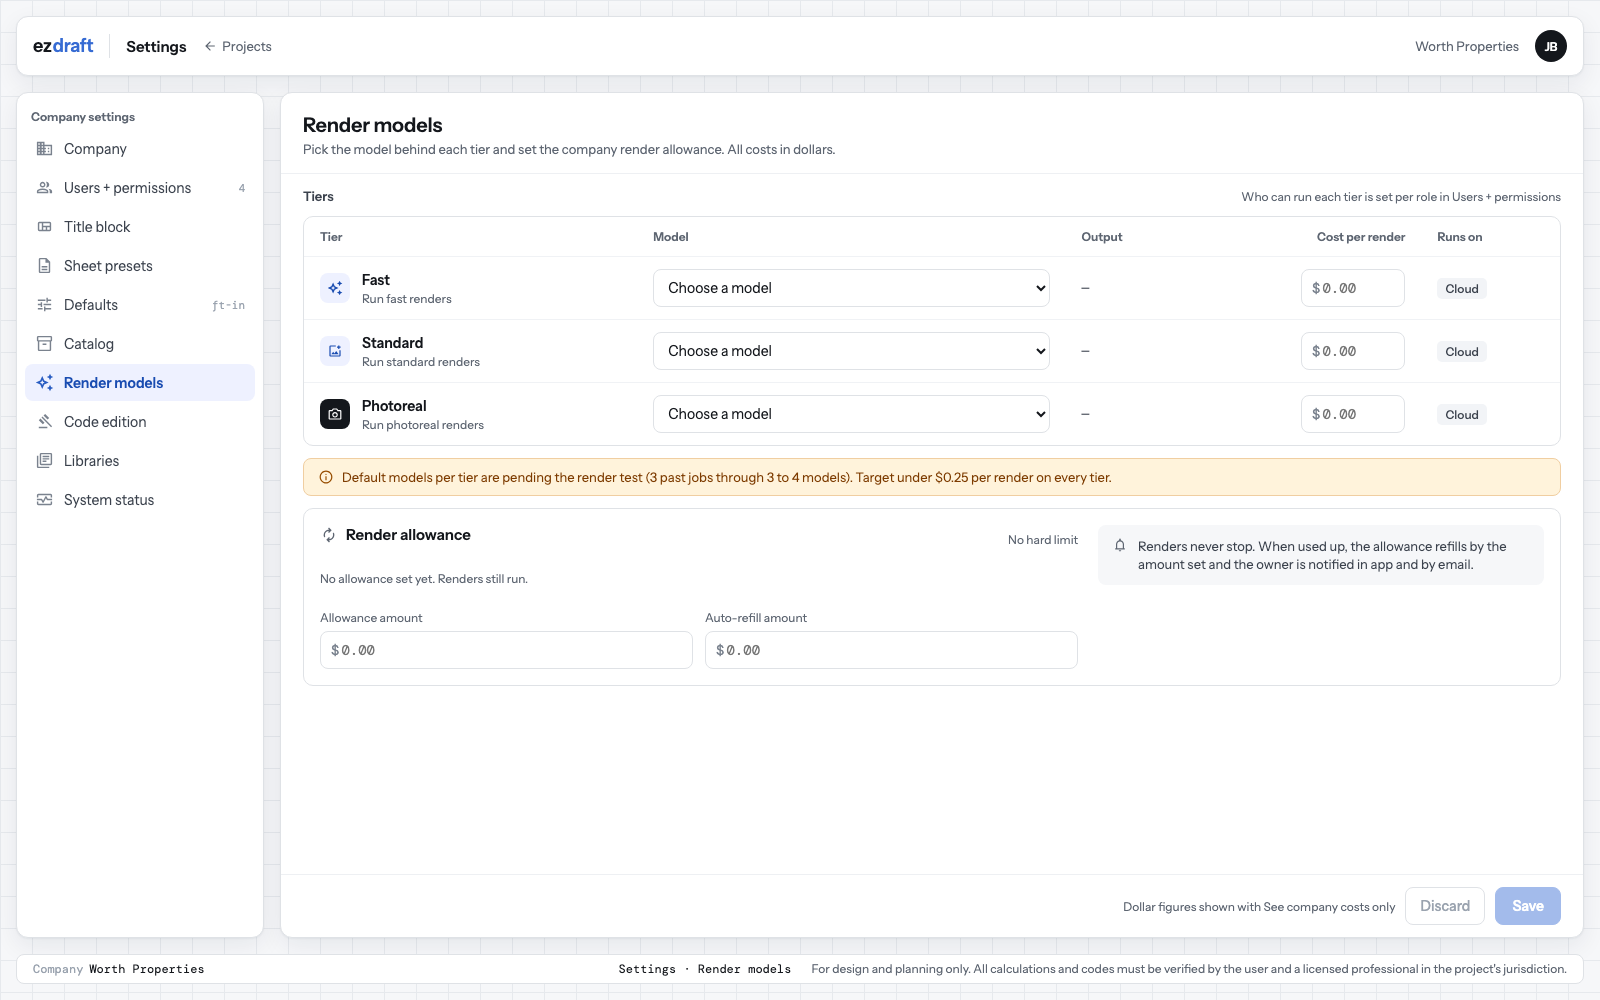 ezdraft
Settings
Projects
Worth Properties
JB
Company settings
Company
Users + permissions 4
Title block
Sheet presets
Defaults ft-in
Catalog
Render models
Code edition
Libraries
System status
Render models
Pick the model behind each tier and set the company render allowance. All costs in dollars.
Tiers
Who can run each tier is set per role in Users + permissions
Tier Model Output Cost per render Runs on
Fast
Run fast renders
Choose a model – $0.00 Cloud
Standard
Run standard renders
Choose a model – $0.00 Cloud
Photoreal
Run photoreal renders
Choose a model – $0.00 Cloud
Default models per tier are pending the render test (3 past jobs through 3 to 4 models). Target under $0.25 per render on every tier.
Render allowance
No hard limit
No allowance set yet. Renders still run.
Allowance amount
$0.00
Auto-refill amount
$0.00
Renders never stop. When used up, the allowance refills by the
amount set and the owner is notified in app and by email.
Dollar figures shown with See company costs only
Discard
Save
Company Worth Properties
Settings · Render models
For design and planning only. All calculations and codes must be verified by the user and a licensed professional in the project's jurisdiction.